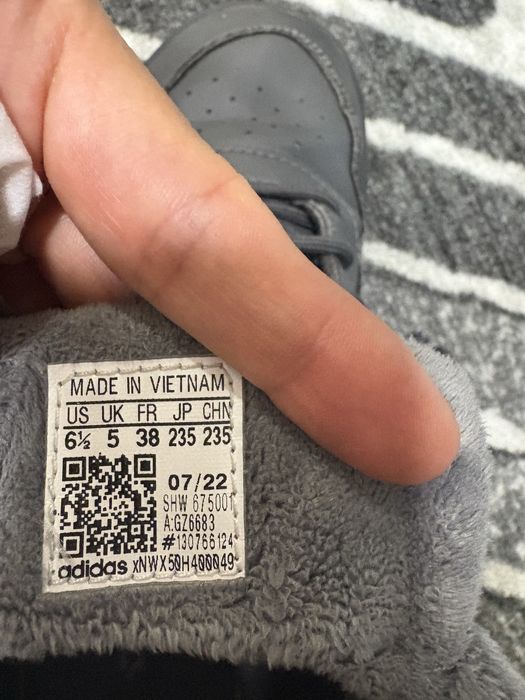 MADE IN VIETNAM
US UK FR JP CHN
6½ 5 38 235 235
07/22
SHW 675001
A:GZ6683
#130766124
adidas xNWX50H400049